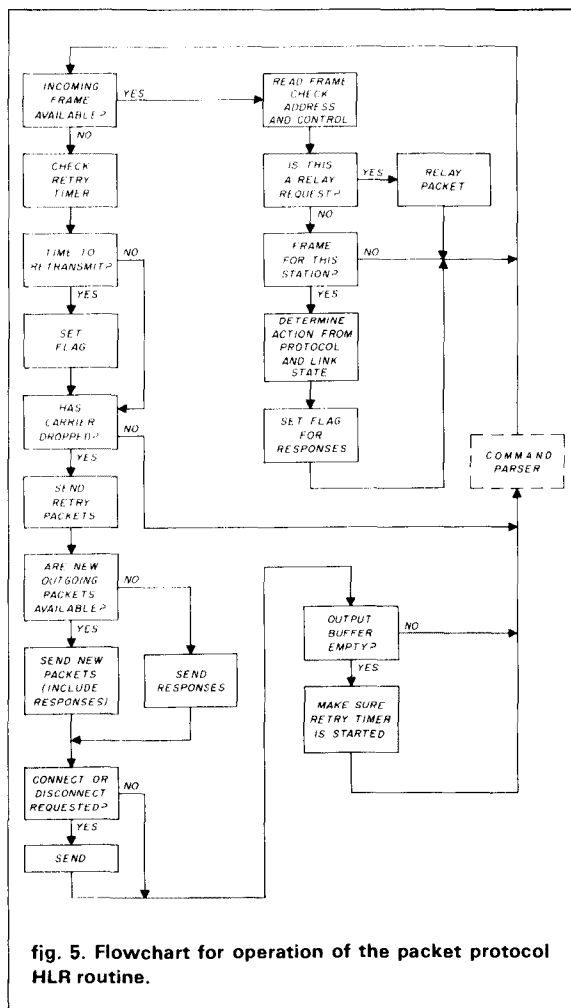 INCOMING
FRAME
AVAILABLE?
YES
NO
READ FRAME
CHECK
ADDRESS
AND CONTROL
CHECK
RETRY
TIMER
IS THIS
A RELAY
REQUEST?
YES
NO
RELAY
PACKET
TIME TO
RETRANSMIT?
NO
YES
FRAME
FOR THIS
STATION?
NO
YES
SET
FLAG
DETERMINE
ACTION FROM
PROTOCOL
AND LINK
STATE
HAS
CARRIER
DROPPED?
NO
YES
SET FLAG
FOR
RESPONSES
COMMAND
PARSER
SEND
RETRY
PACKETS
ARE NEW
OUTGOING
PACKETS
AVAILABLE?
NO
YES
SEND NEW
PACKETS
(INCLUDE
RESPONSES)
SEND
RESPONSES
OUTPUT
BUFFER
EMPTY?
NO
YES
MAKE SURE
RETRY TIMER
IS STARTED
CONNECT OR
DISCONNECT
REQUESTED?
NO
YES
SEND
fig. 5. Flowchart for operation of the packet protocol
HLR routine.